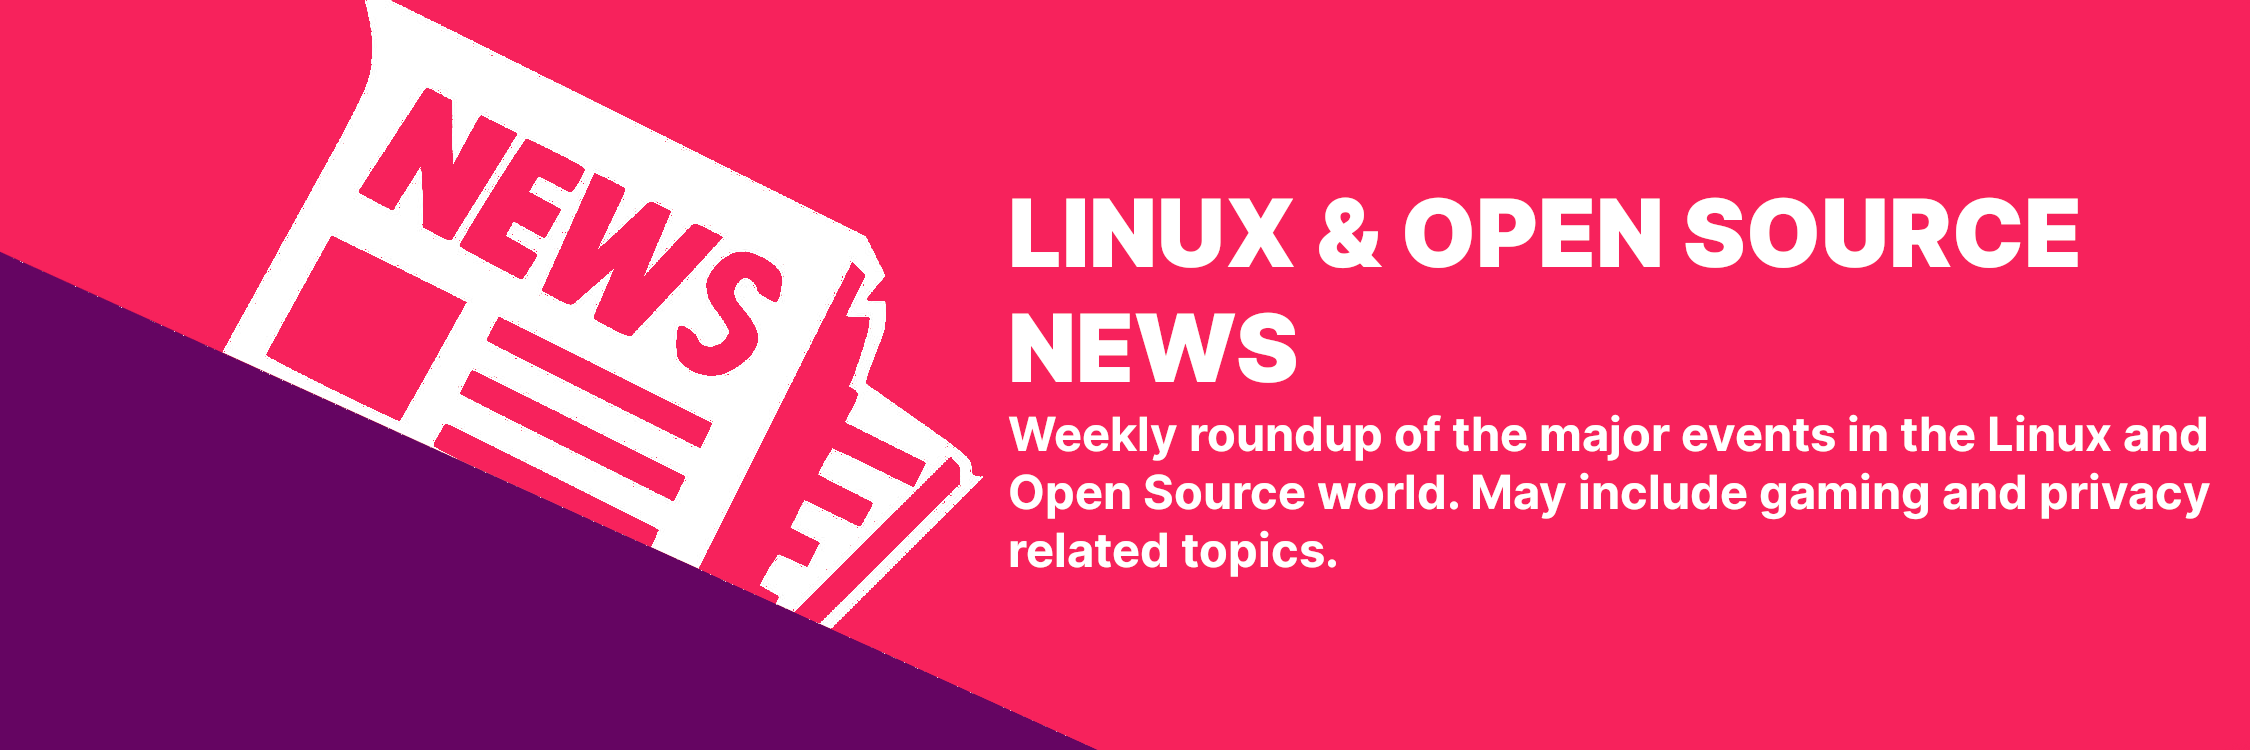 NEWS
LINUX & OPEN SOURCE
NEWS
Weekly roundup of the major events in the Linux and
Open Source world. May include gaming and privacy
related topics.